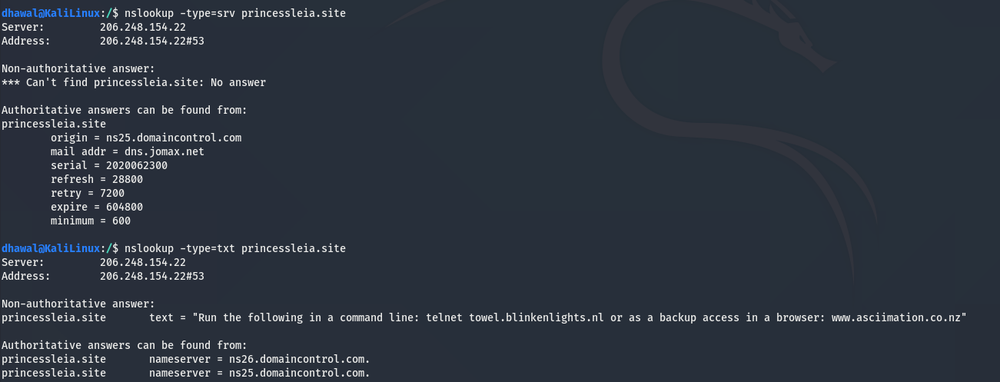 dhawal@KaliLinux:/$ nslookup -type=srv princessleia.site
Server:         206.248.154.22
Address:        206.248.154.22#53

Non-authoritative answer:
*** Can't find princessleia.site: No answer

Authoritative answers can be found from:
princessleia.site
        origin = ns25.domaincontrol.com
        mail addr = dns.jomax.net
        serial = 2020062300
        refresh = 28800
        retry = 7200
        expire = 604800
        minimum = 600

dhawal@KaliLinux:/$ nslookup -type=txt princessleia.site
Server:         206.248.154.22
Address:        206.248.154.22#53

Non-authoritative answer:
princessleia.site       text = "Run the following in a command line: telnet towel.blinkenlights.nl or as a backup access in a browser: www.asciimation.co.nz"

Authoritative answers can be found from:
princessleia.site       nameserver = ns26.domaincontrol.com.
princessleia.site       nameserver = ns25.domaincontrol.com.